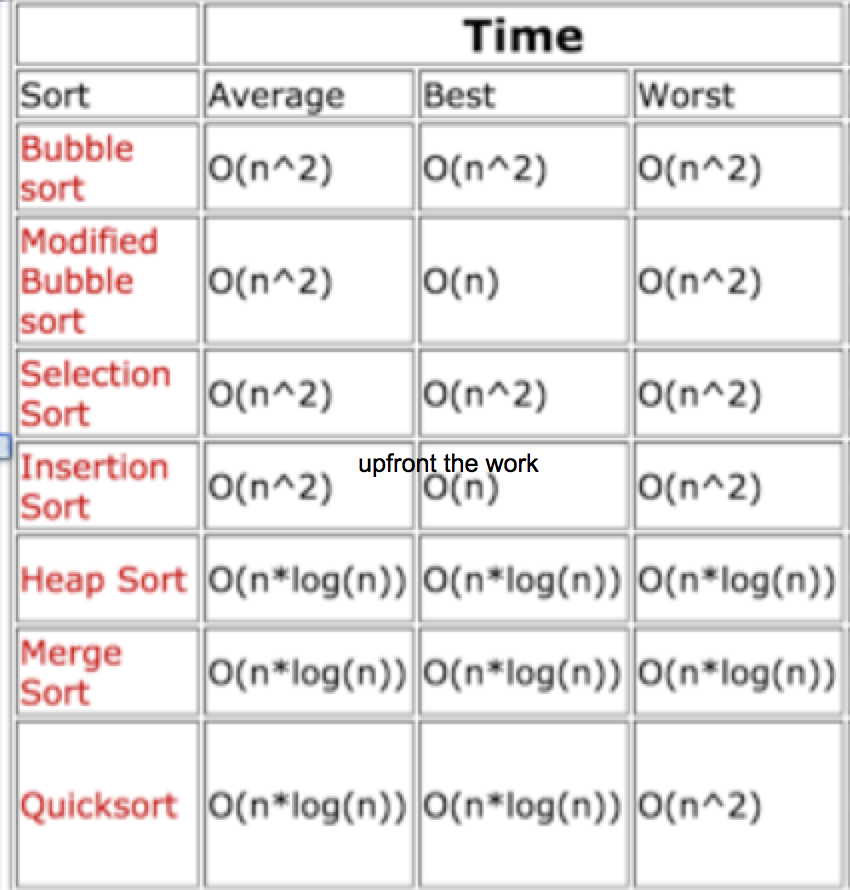 Time
Sort Average Best Worst
Bubble sort O(n^2) O(n^2) O(n^2)
Modified Bubble sort O(n^2) O(n) O(n^2)
Selection Sort O(n^2) O(n^2) O(n^2)
upfront the work
Insertion Sort O(n^2) O(n) O(n^2)
Heap Sort O(n*log(n)) O(n*log(n)) O(n*log(n))
Merge Sort O(n*log(n)) O(n*log(n)) O(n*log(n))
Quicksort O(n*log(n)) O(n*log(n)) O(n^2)